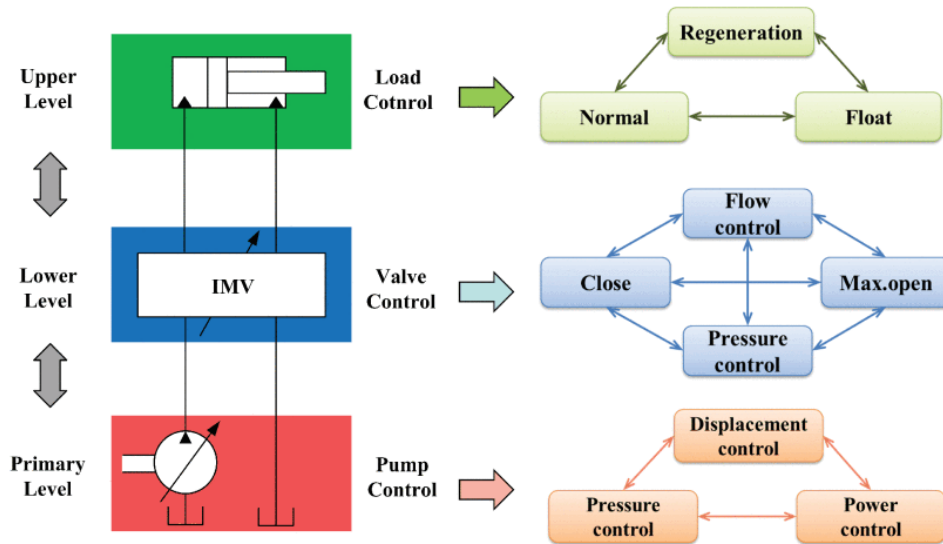 Upper
Level
Load
Cotnrol
Regeneration
Normal
Float
Lower
Level
IMV
Valve
Control
Flow
control
Close
Max.open
Pressure
control
Primary
Level
Pump
Control
Displacement
control
Pressure
control
Power
control